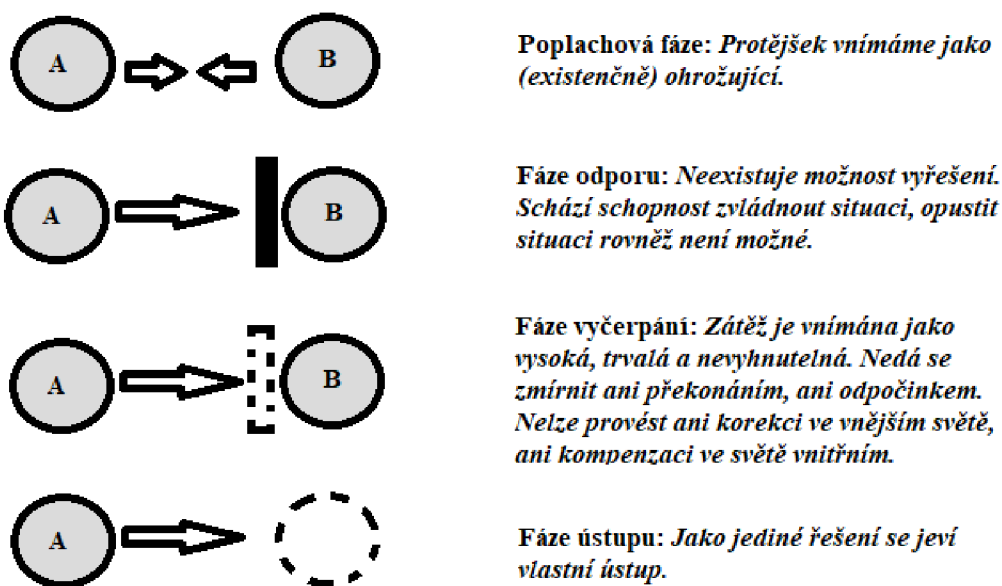 A
B
Poplachová fáze: Protějšek vnímáme jako
(existenčně) ohrožující.
A
B
Fáze odporu: Neexistuje možnost vyřešení.
Schází schopnost zvládnout situaci, opustit
situaci rovněž není možné.
A
B
Fáze vyčerpání: Zátěž je vnímána jako
vysoká, trvalá a nevyhnutelná. Nedá se
zmírnit ani překonáním, ani odpočinkem.
Nelze provést ani korekci ve vnějším světě,
ani kompenzaci ve světě vnitřním.
A
Fáze ústupu: Jako jediné řešení se jeví
vlastní ústup.